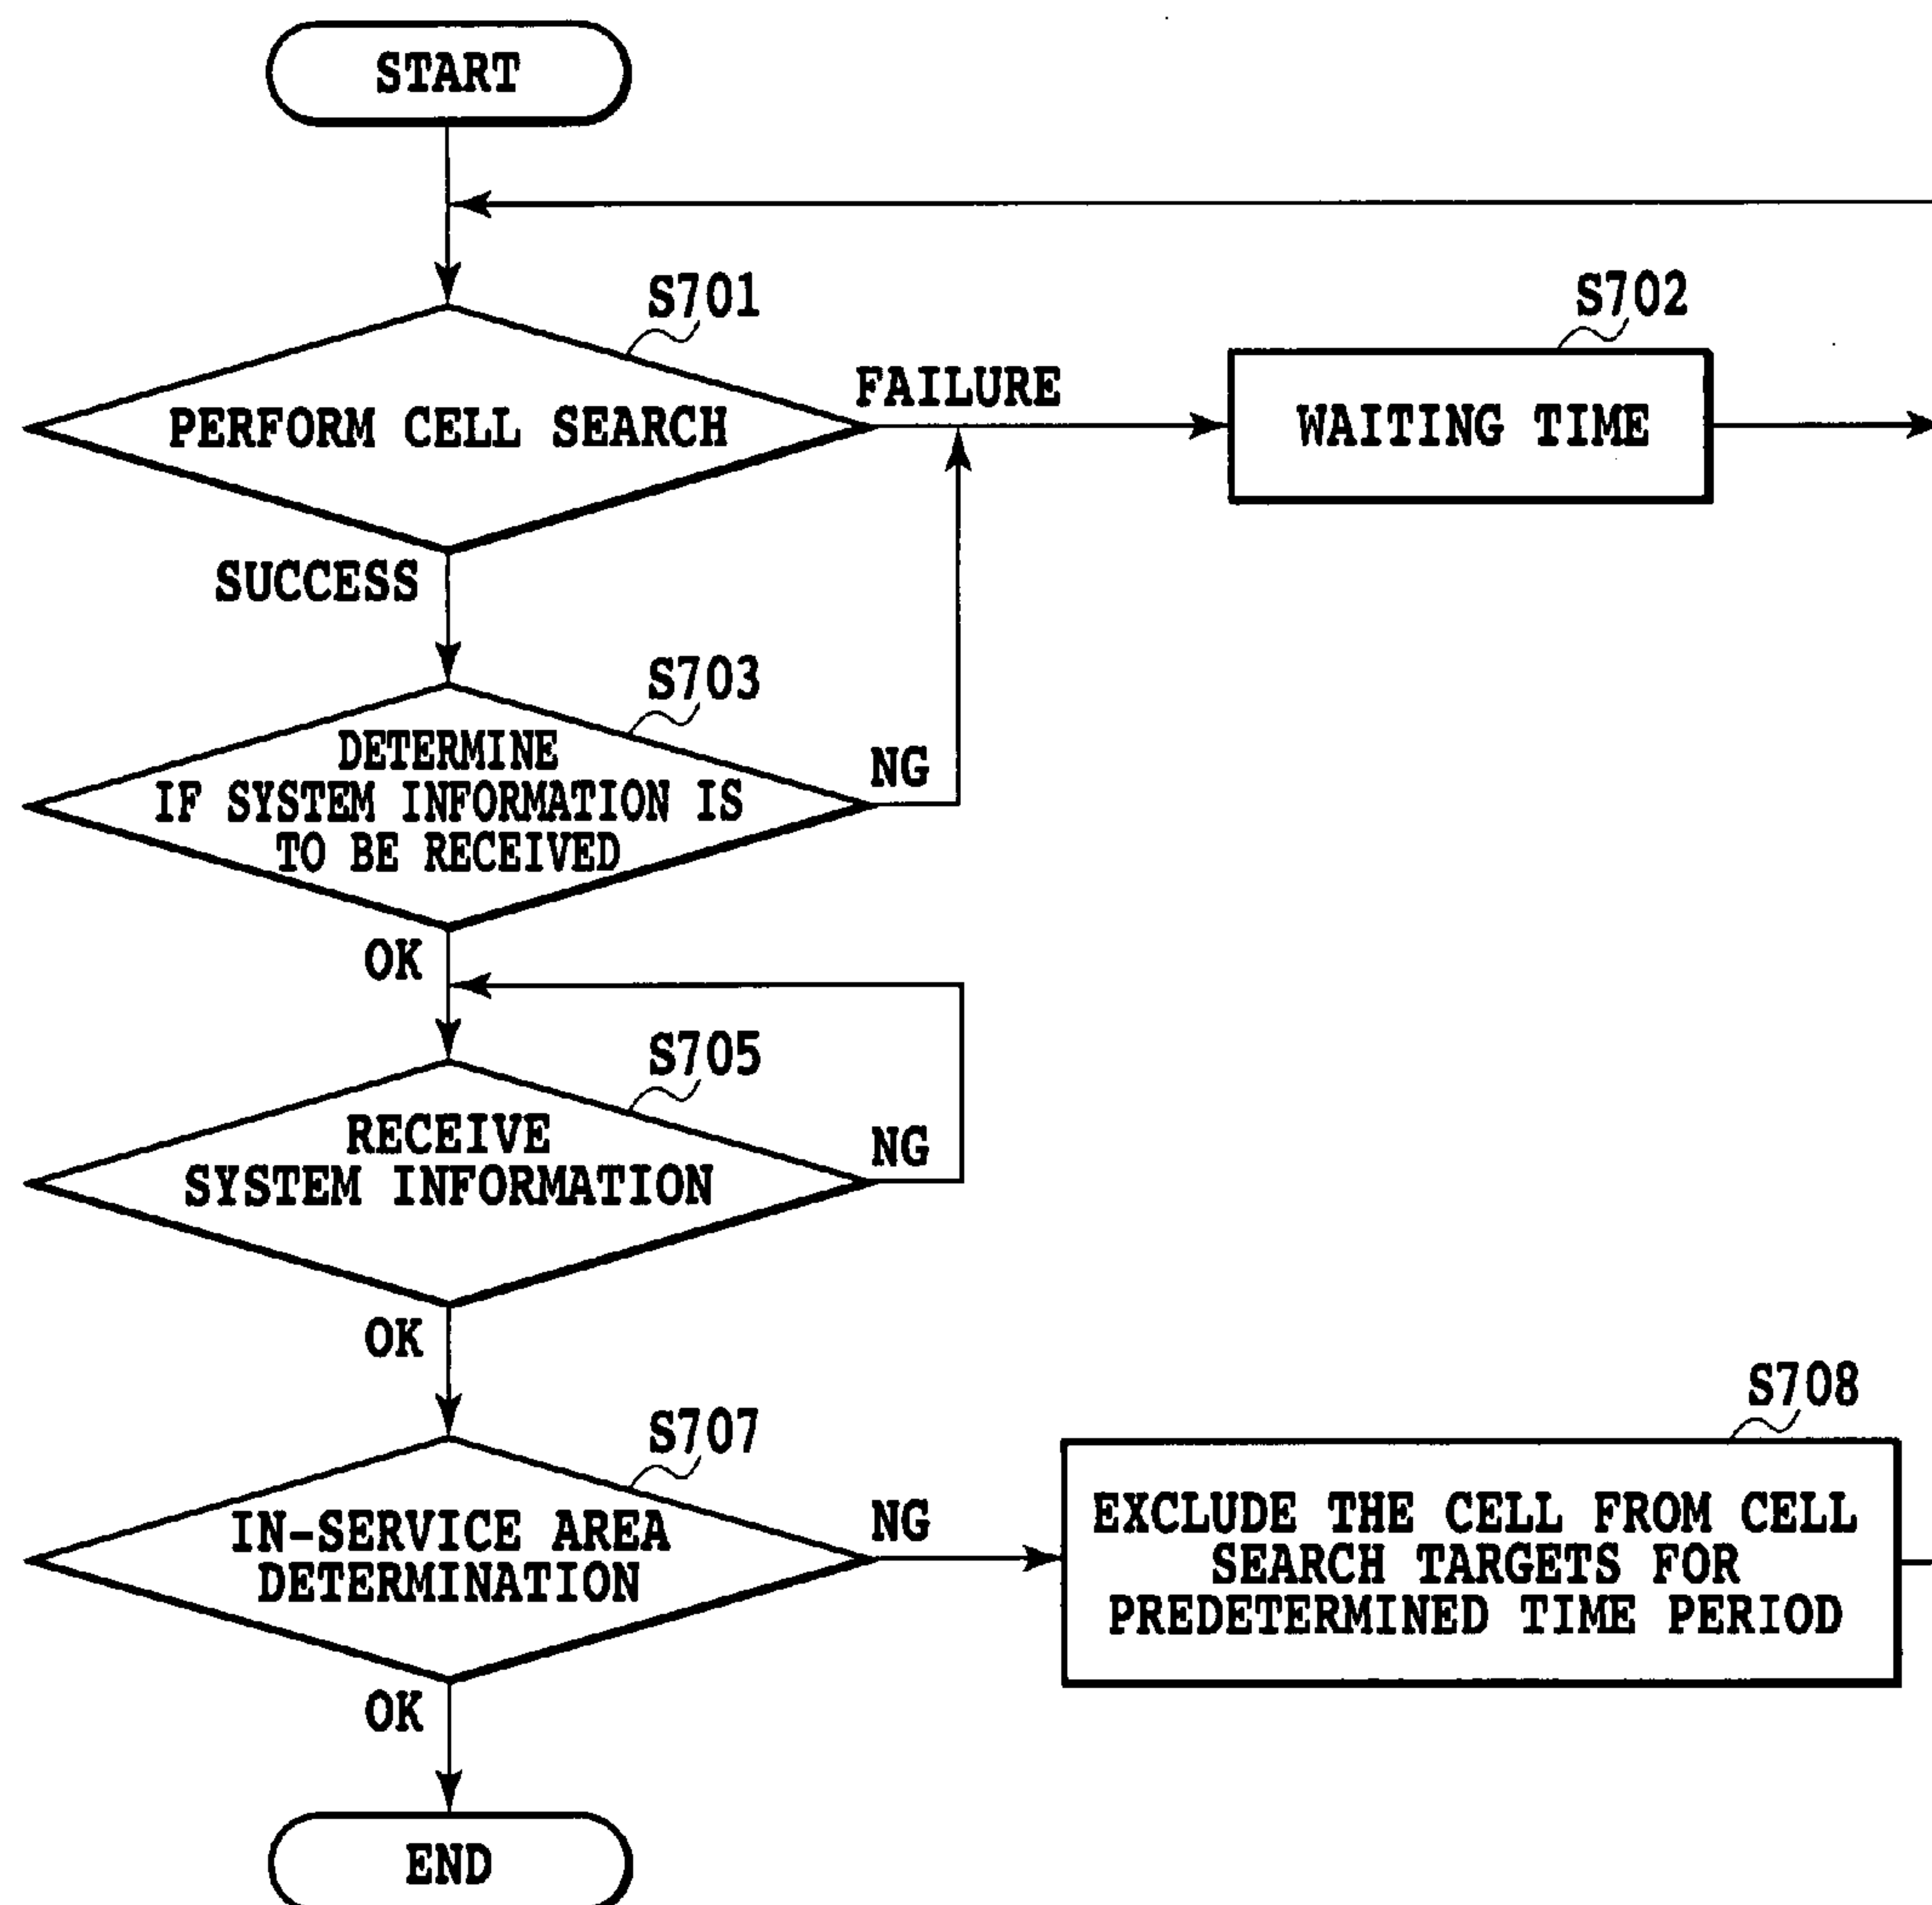 START
S701
S702
FAILURE
PERFORM CELL SEARCH
WAITING TIME
SUCCESS
S703
DETERMINE
IF SYSTEM INFORMATION IS
TO BE RECEIVED
NG
OK
S705
RECEIVE
SYSTEM INFORMATION
NG
OK
S707
S708
IN-SERVICE AREA
DETERMINATION
NG
EXCLUDE THE CELL FROM CELL
SEARCH TARGETS FOR
PREDETERMINED TIME PERIOD
OK
END